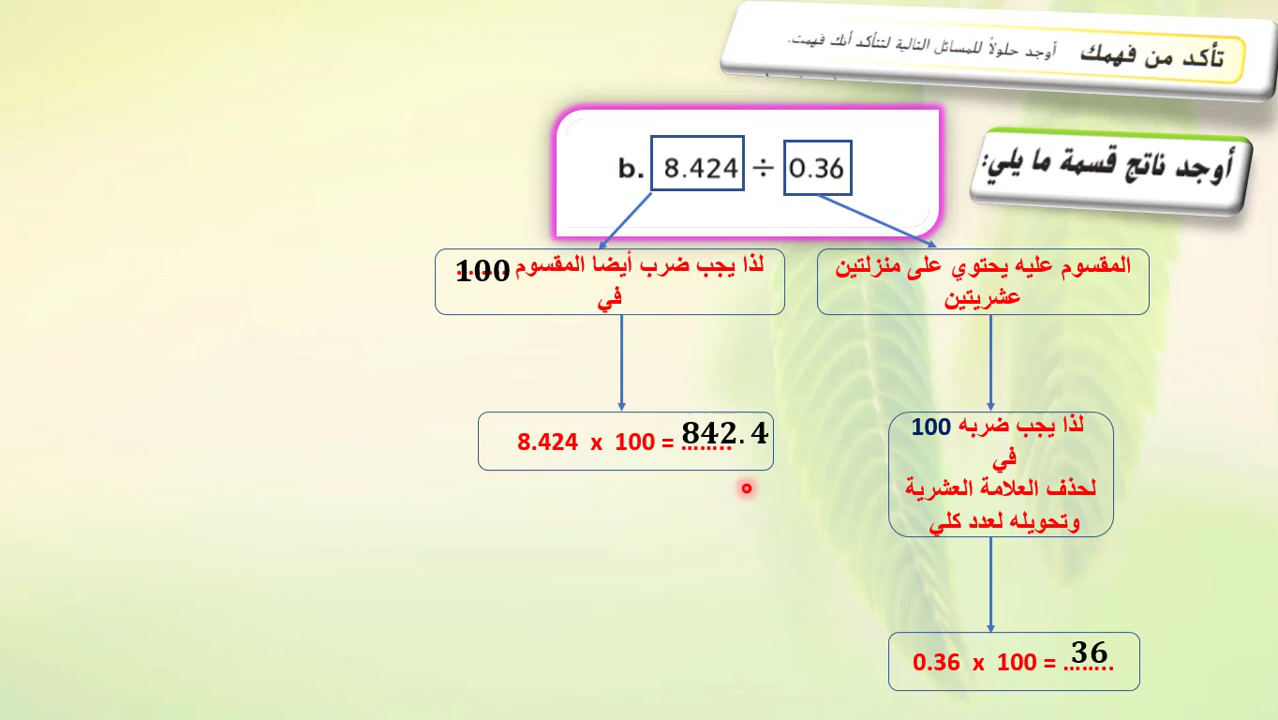 تأكد من فهمك أوجد حلولاً للمسائل التالية لتتأكد أنك فهمت.
أوجد ناتج قسمة ما يلي:
b. 8.424 ÷ 0.36
المقسوم عليه يحتوي على منزلتين
عشريتين
لذا يجب ضرب أيضا المقسوم ........ 100
في
لذا يجب ضربه 100
في
لحذف العلامة العشرية
وتحويله لعدد كلي
8.424 x 100 = ........ 842.4
0.36 x 100 = ........ 36